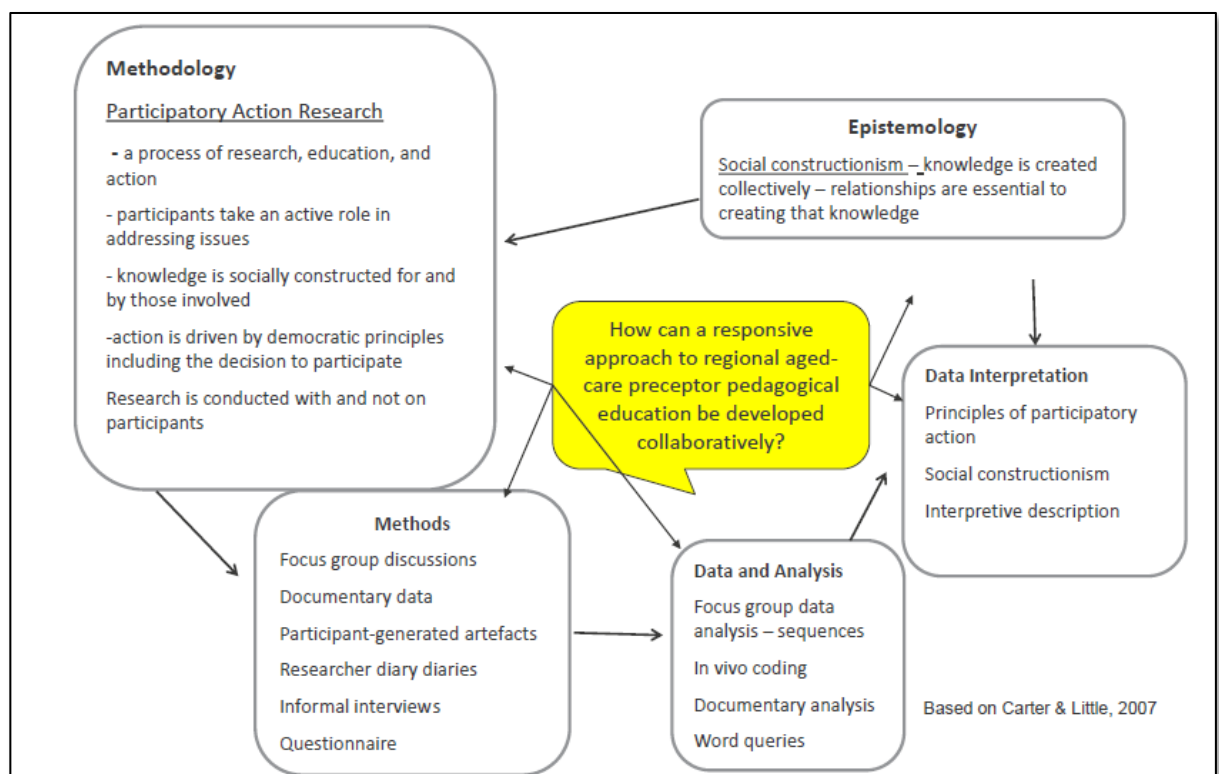 Methodology
Participatory Action Research
- a process of research, education, and
action
- participants take an active role in
addressing issues
- knowledge is socially constructed for and
by those involved
-action is driven by democratic principles
including the decision to participate
Research is conducted with and not on
participants
Epistemology
Social constructionism – knowledge is created
collectively – relationships are essential to
creating that knowledge
How can a responsive
approach to regional aged-
care preceptor pedagogical
education be developed
collaboratively?
Data Interpretation
Principles of participatory
action
Social constructionism
Interpretive description
Methods
Focus group discussions
Documentary data
Participant-generated artefacts
Researcher diary diaries
Informal interviews
Questionnaire
Data and Analysis
Focus group data
analysis – sequences
In vivo coding
Documentary analysis
Word queries
Based on Carter & Little, 2007